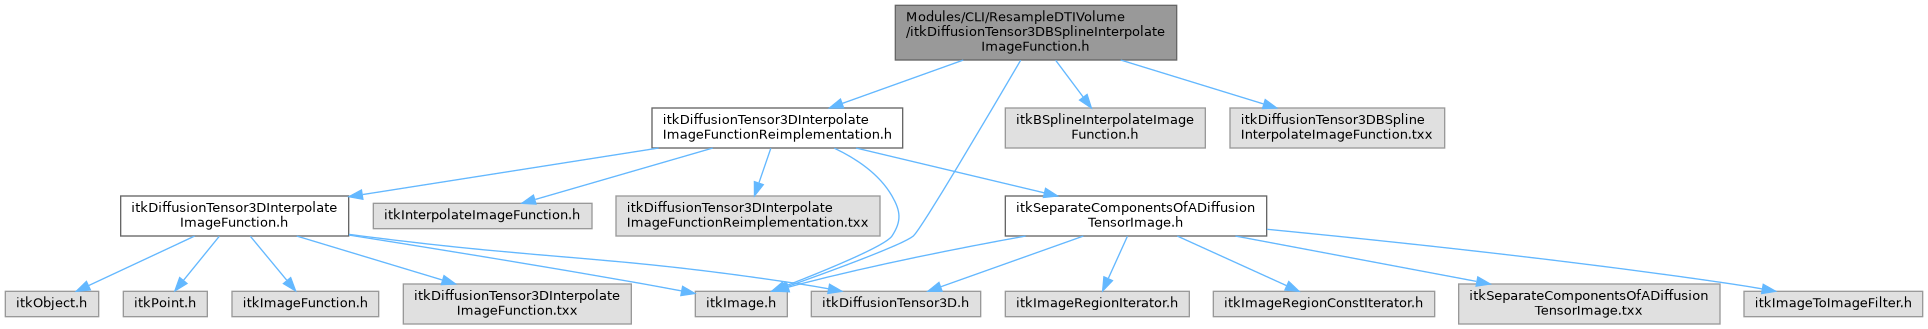 Modules/CLI/ResampleDTIVolume
/itkDiffusionTensor3DBSplineInterpolate
ImageFunction.h
itkDiffusionTensor3DInterpolate
ImageFunctionReimplementation.h
itkBSplineInterpolateImage
Function.h
itkDiffusionTensor3DBSpline
InterpolateImageFunction.txx
itkDiffusionTensor3DInterpolate
ImageFunction.h
itkInterpolateImageFunction.h
itkDiffusionTensor3DInterpolate
ImageFunctionReimplementation.txx
itkSeparateComponentsOfADiffusion
TensorImage.h
itkObject.h
itkPoint.h
itkImageFunction.h
itkDiffusionTensor3DInterpolate
ImageFunction.txx
itkImage.h
itkDiffusionTensor3D.h
itkImageRegionIterator.h
itkImageRegionConstIterator.h
itkSeparateComponentsOfADiffusion
TensorImage.txx
itkImageToImageFilter.h